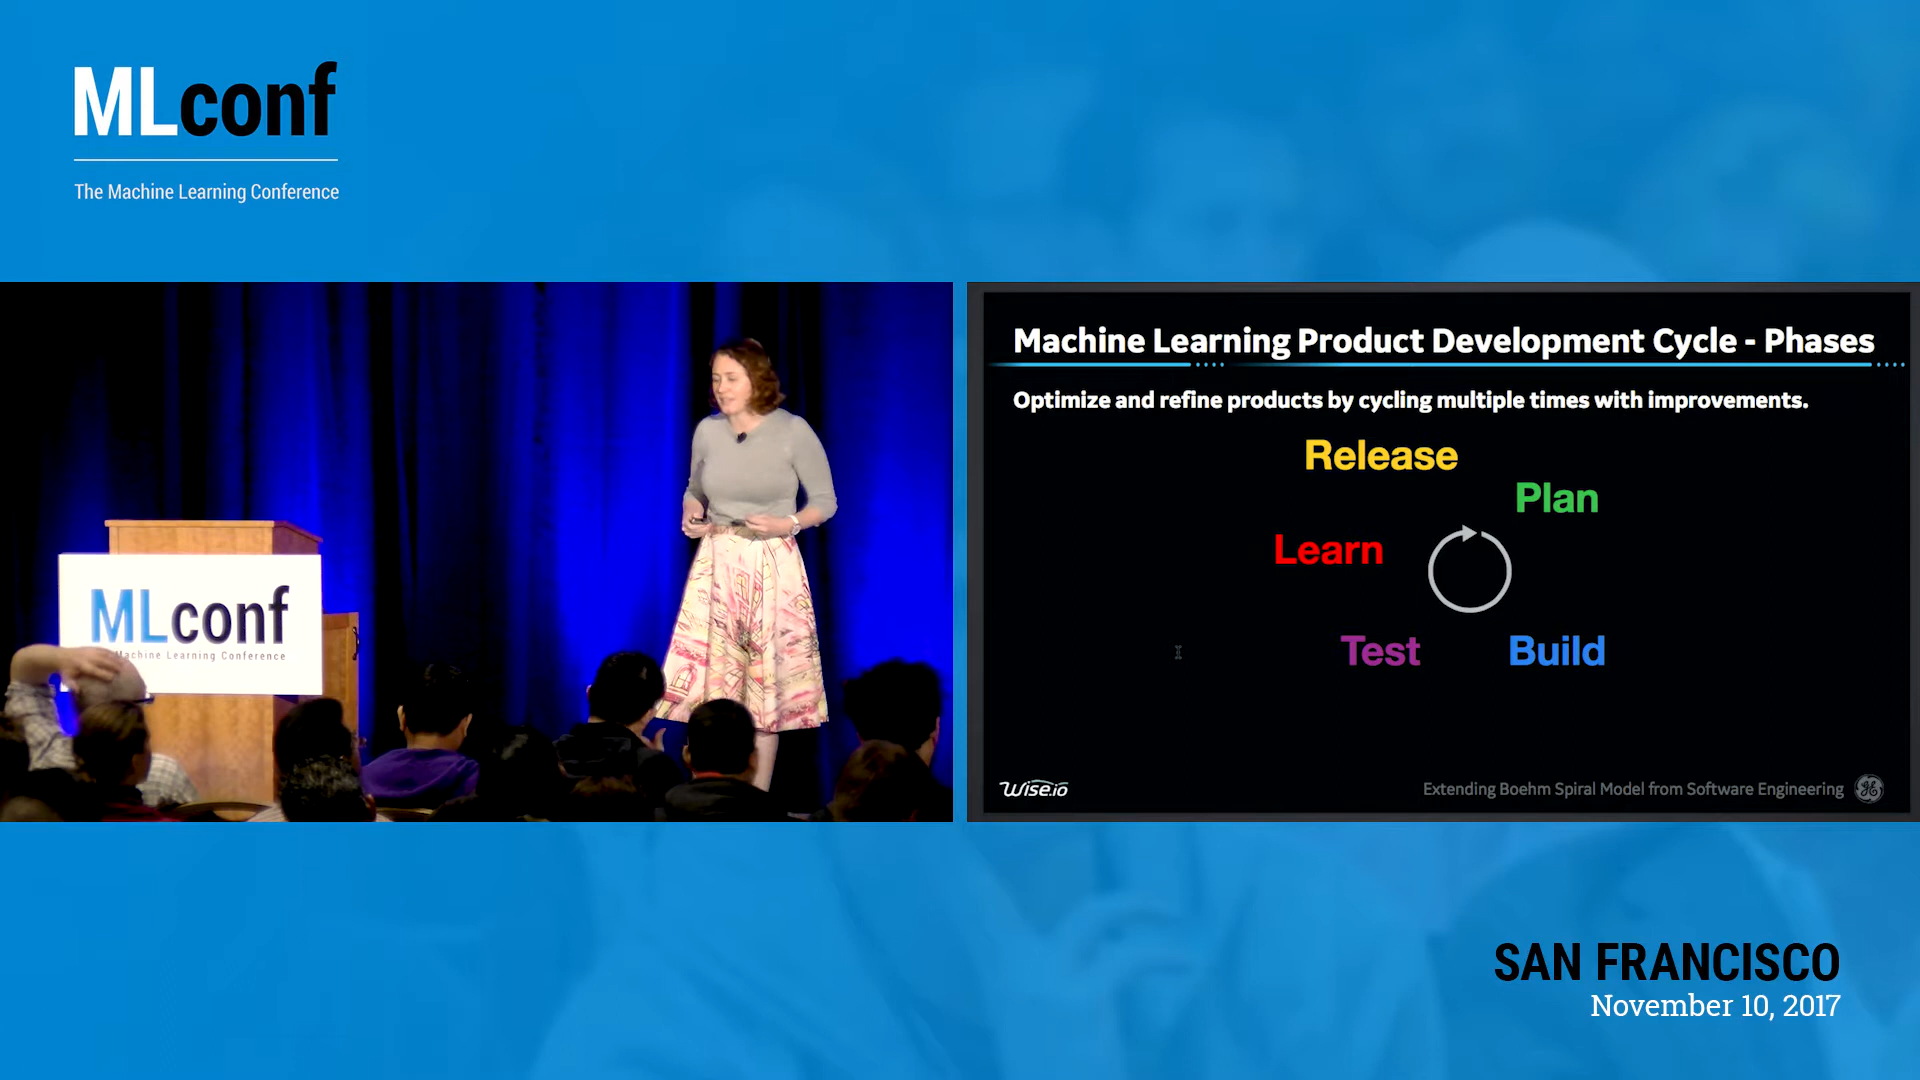 MLconf
The Machine Learning Conference
MLconf
Machine Learning Conference
Machine Learning Product Development Cycle - Phases
Optimize and refine products by cycling multiple times with improvements.
Release
Plan
Learn
Test
Build
Wise.io
Extending Boehm Spiral Model from Software Engineering
SAN FRANCISCO
November 10, 2017